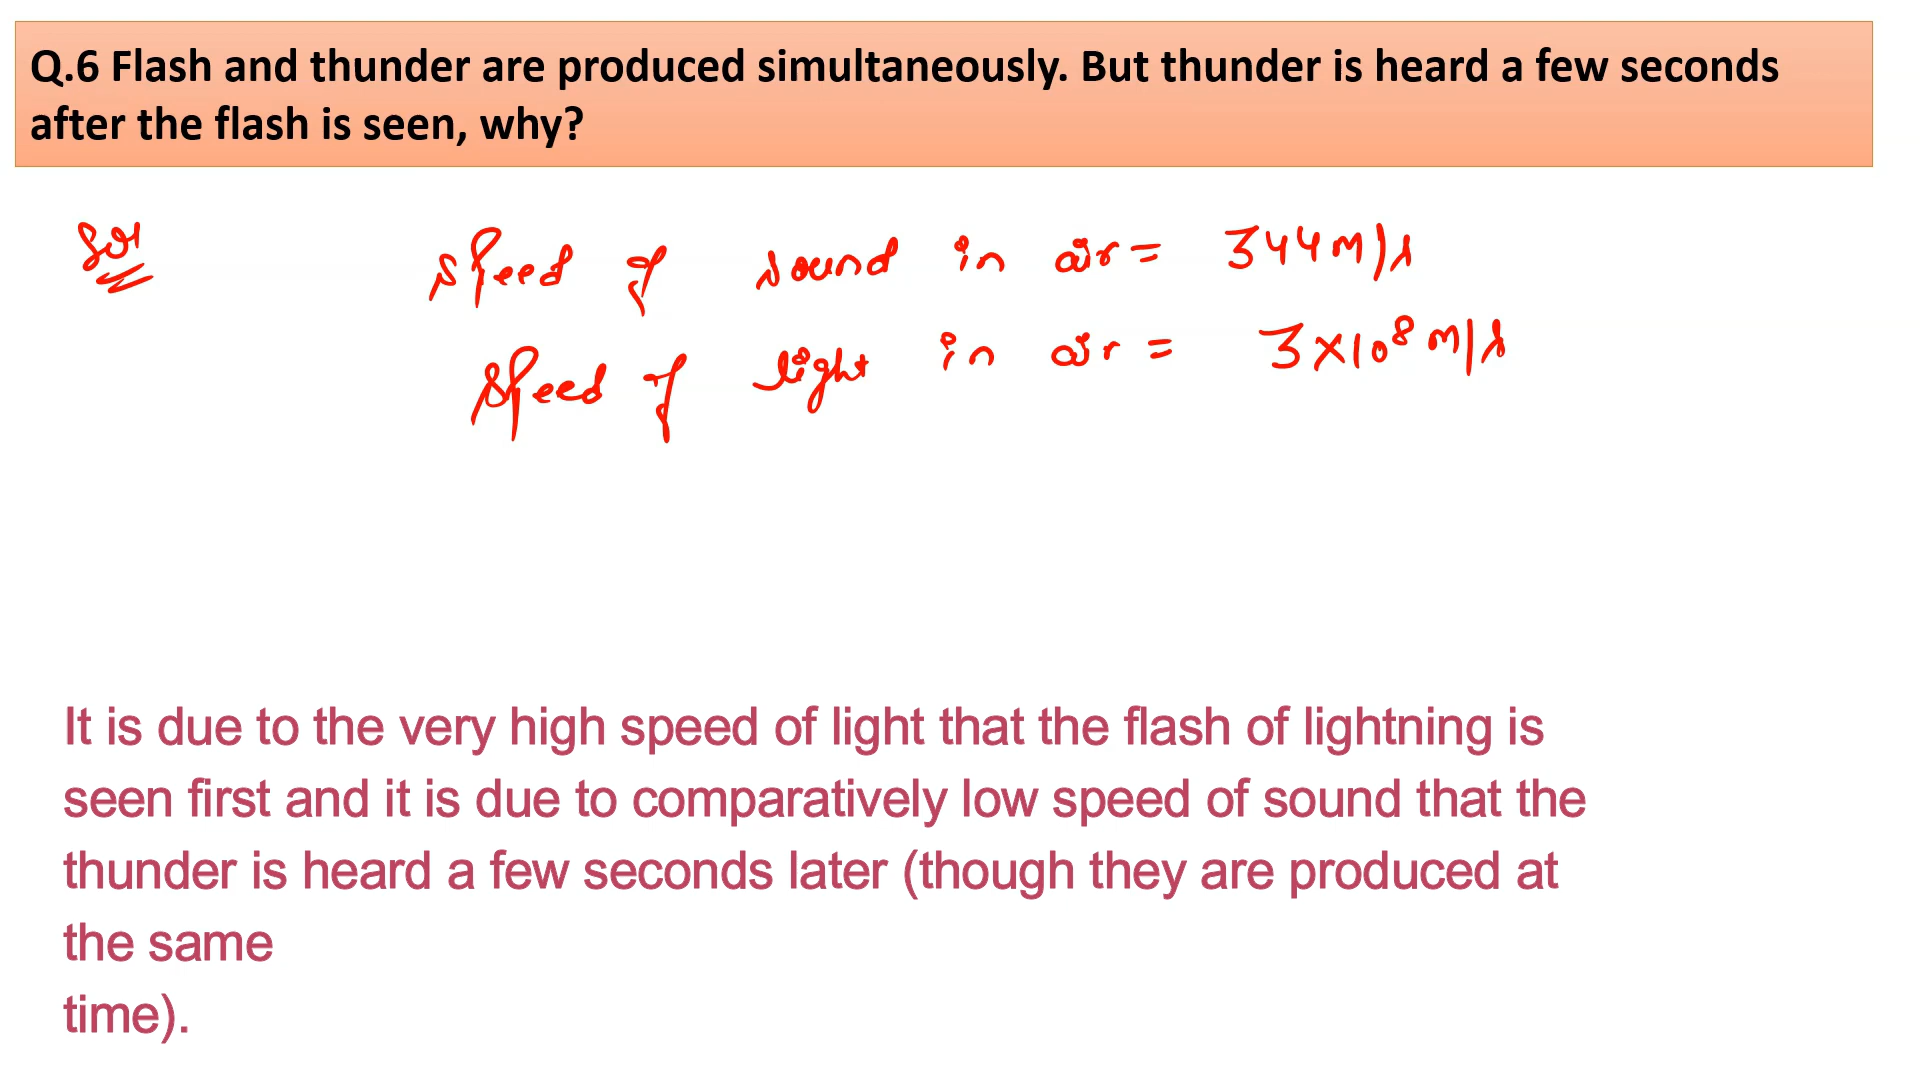 Q.6 Flash and thunder are produced simultaneously. But thunder is heard a few seconds
after the flash is seen, why?
Sol
speed of sound in air = 344 m/s
speed of light in air = 3×10⁸ m/s
It is due to the very high speed of light that the flash of lightning is
seen first and it is due to comparatively low speed of sound that the
thunder is heard a few seconds later (though they are produced at
the same
time).